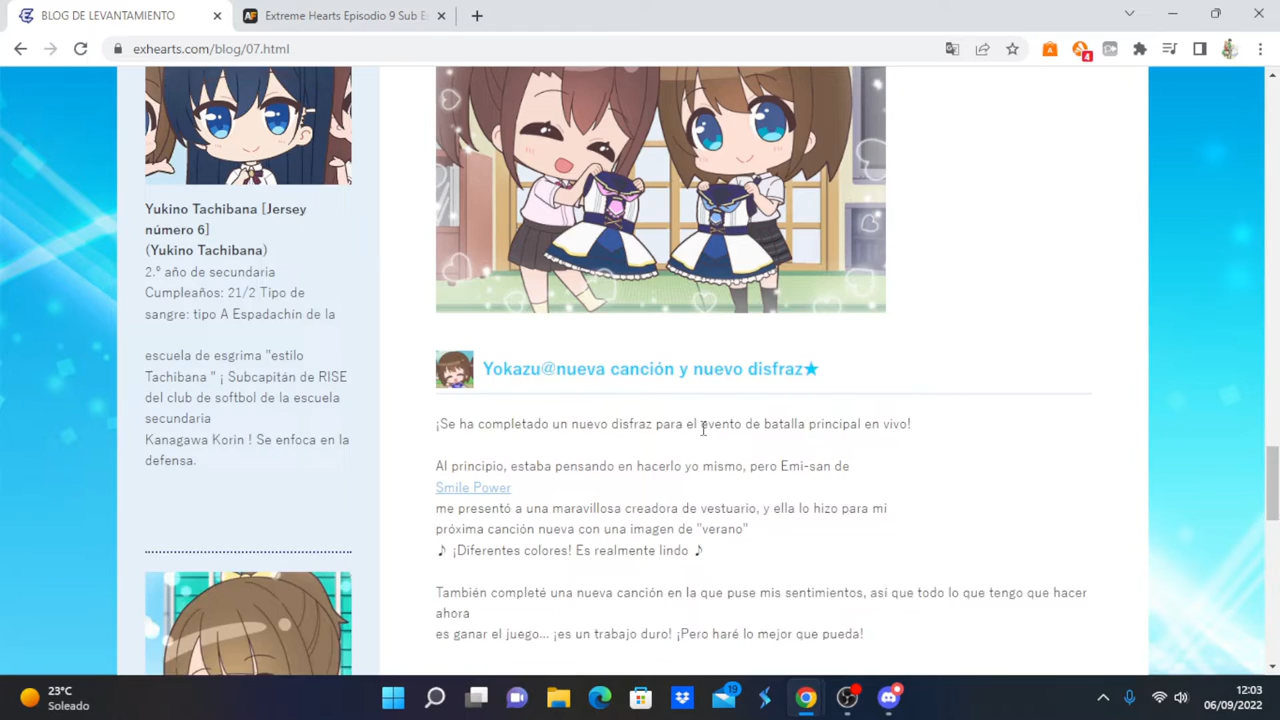 BLOG DE LEVANTAMIENTO
Extreme Hearts Episodio 9 Sub Es
exhearts.com/blog/07.html
4
Yukino Tachibana [Jersey
número 6]
(Yukino Tachibana)
2.º año de secundaria
Cumpleaños: 21/2 Tipo de
sangre: tipo A Espadachín de la
escuela de esgrima "estilo
Tachibana " ¡ Subcapitán de RISE
del club de softbol de la escuela
secundaria
Kanagawa Korin ! Se enfoca en la
defensa.
Yokazu@nueva canción y nuevo disfraz★
¡Se ha completado un nuevo disfraz para el evento de batalla principal en vivo!
Al principio, estaba pensando en hacerlo yo mismo, pero Emi-san de
Smile Power
me presentó a una maravillosa creadora de vestuario, y ella lo hizo para mi
próxima canción nueva con una imagen de "verano"
♪ ¡Diferentes colores! Es realmente lindo ♪
También completé una nueva canción en la que puse mis sentimientos, así que todo lo que tengo que hacer
ahora
es ganar el juego... ¡es un trabajo duro! ¡Pero haré lo mejor que pueda!
23°C
Soleado
19
12:03
06/09/2022